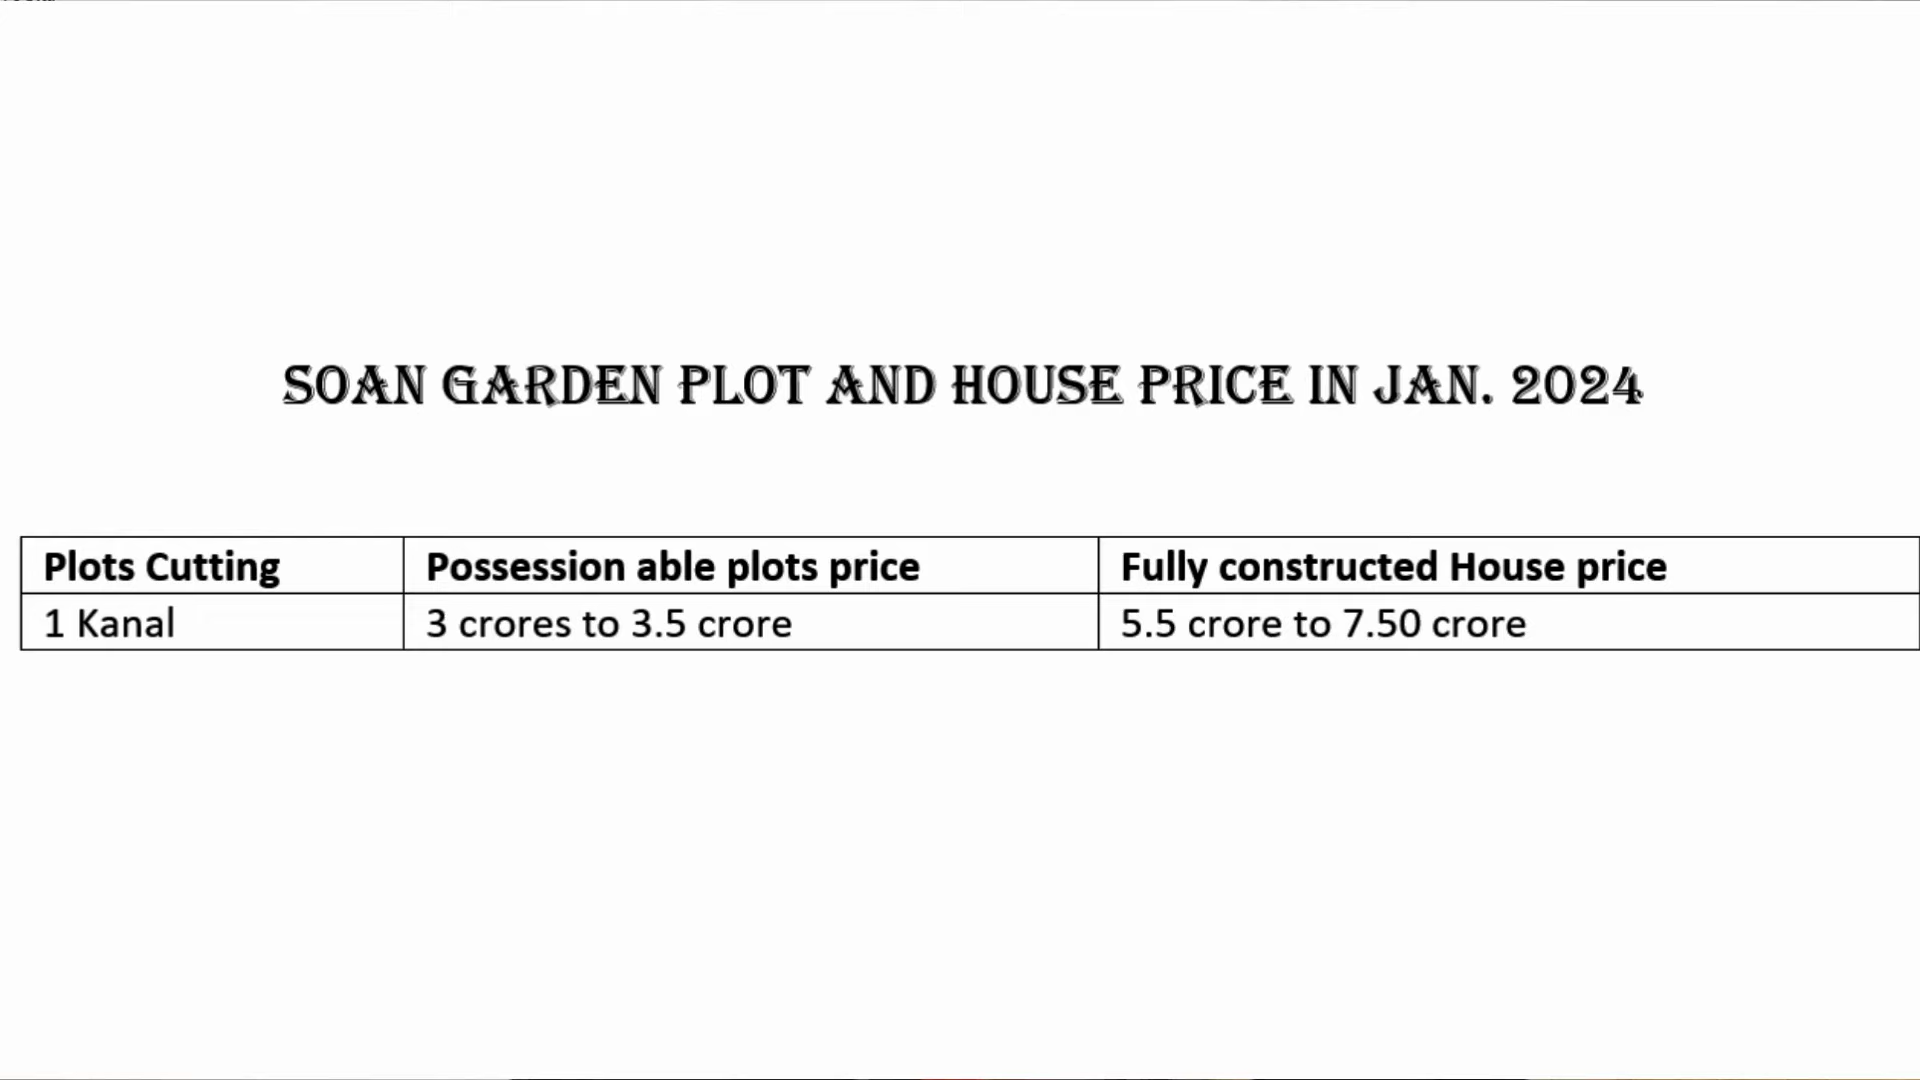 SOAN GARDEN PLOT AND HOUSE PRICE IN JAN. 2024
Plots Cutting Possession able plots price Fully constructed House price
1 Kanal 3 crores to 3.5 crore 5.5 crore to 7.50 crore